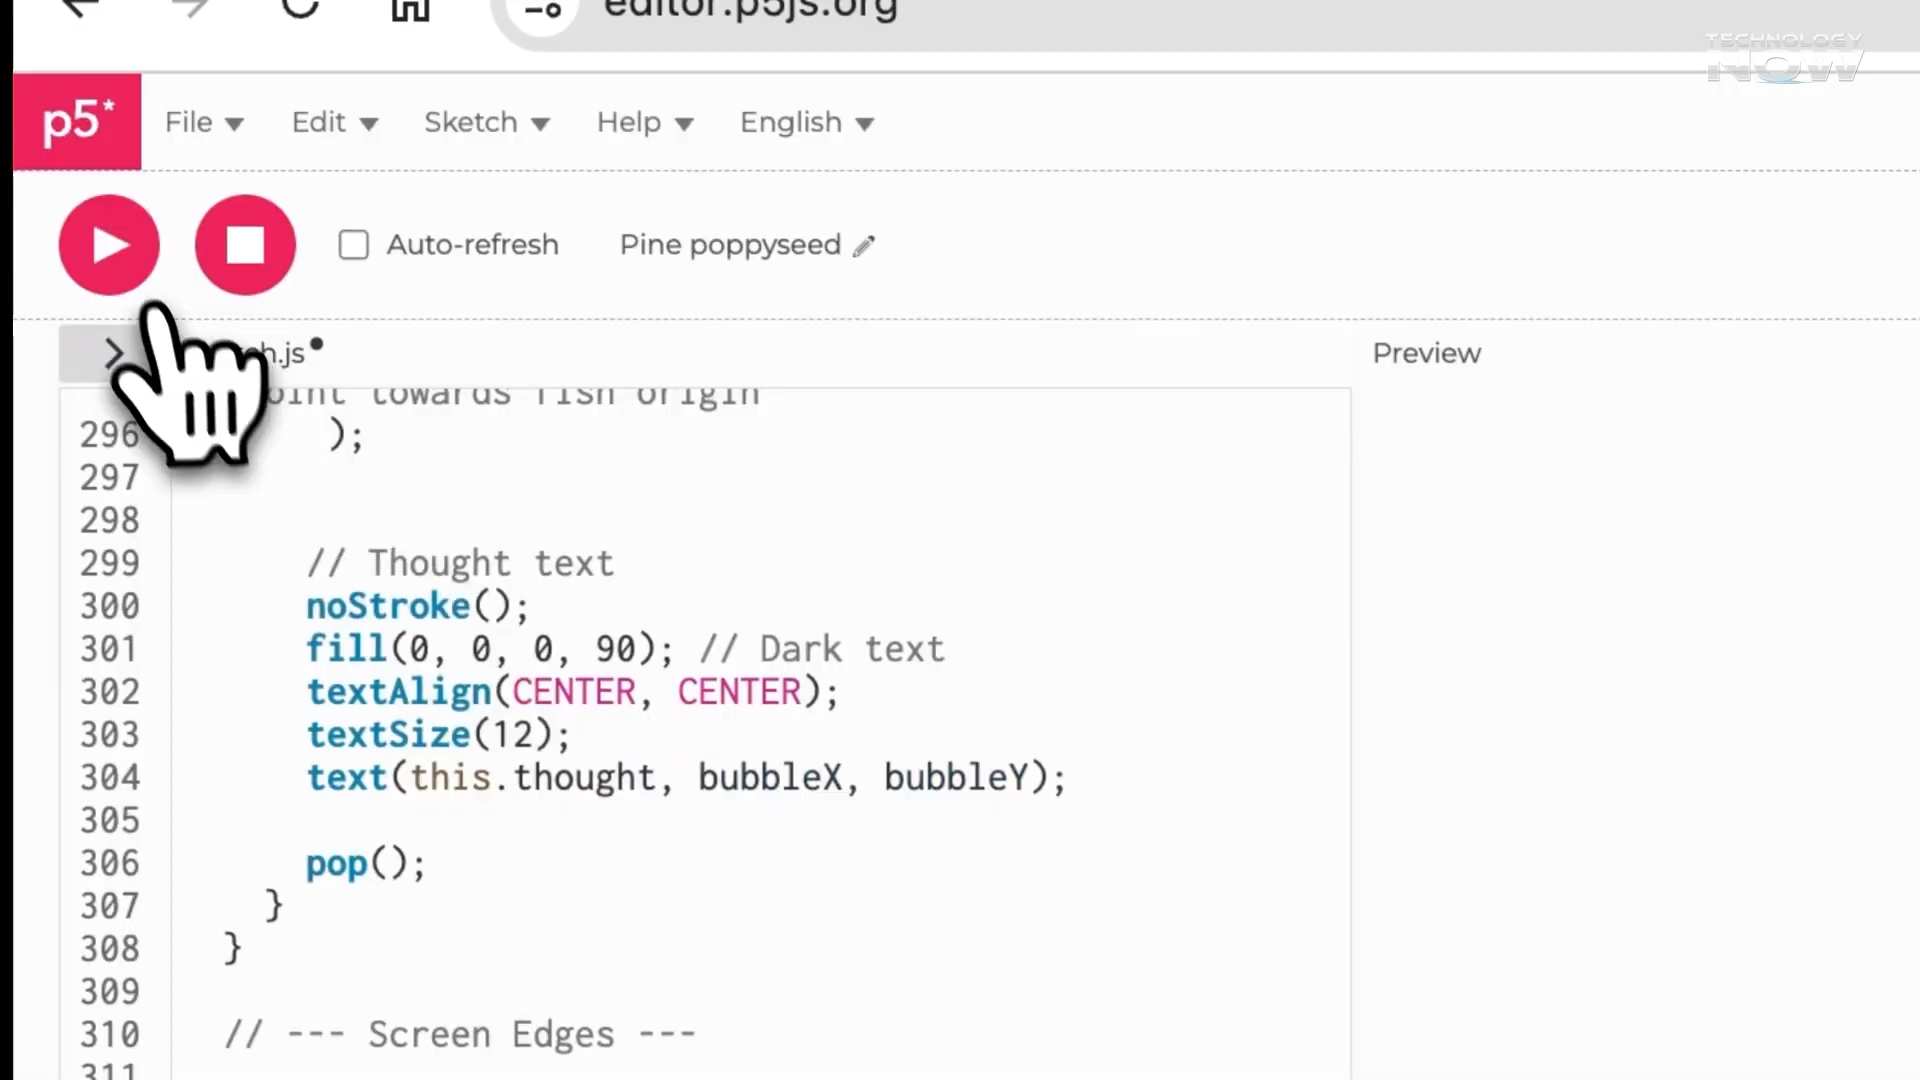 editor.p5js.org
TECHNOLOGY
NOW
p5*
File
Edit
Sketch
Help
English
Auto-refresh
Pine poppyseed
h.js
Preview
point towards fish origin
296 );
297
298
299 // Thought text
300 noStroke();
301 fill(0, 0, 0, 90); // Dark text
302 textAlign(CENTER, CENTER);
303 textSize(12);
304 text(this.thought, bubbleX, bubbleY);
305
306 pop();
307 }
308 }
309
310 // --- Screen Edges ---
311